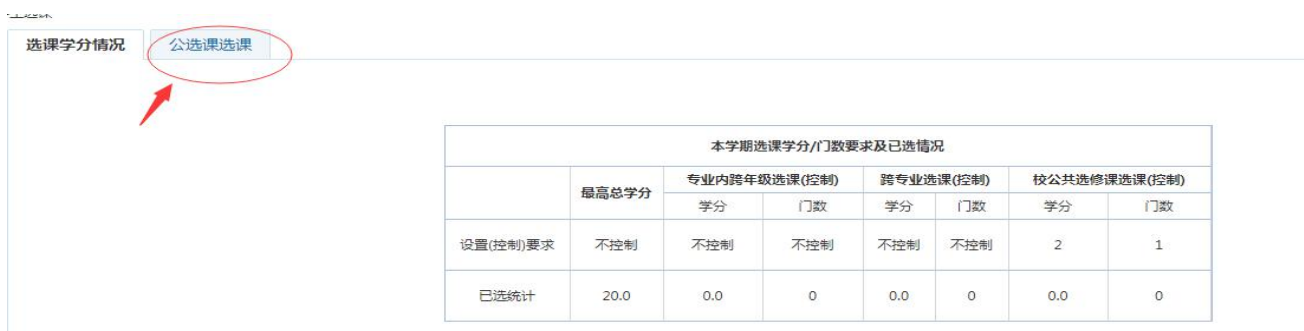 选课学分情况 公选课选课
本学期选课学分/门数要求及已选情况
最高总学分 专业内跨年级选课(控制) 跨专业选课(控制) 校公共选修课选课(控制)
学分 门数 学分 门数 学分 门数
设置(控制)要求 不控制 不控制 不控制 不控制 不控制 2 1
已选统计 20.0 0.0 0 0.0 0 0.0 0